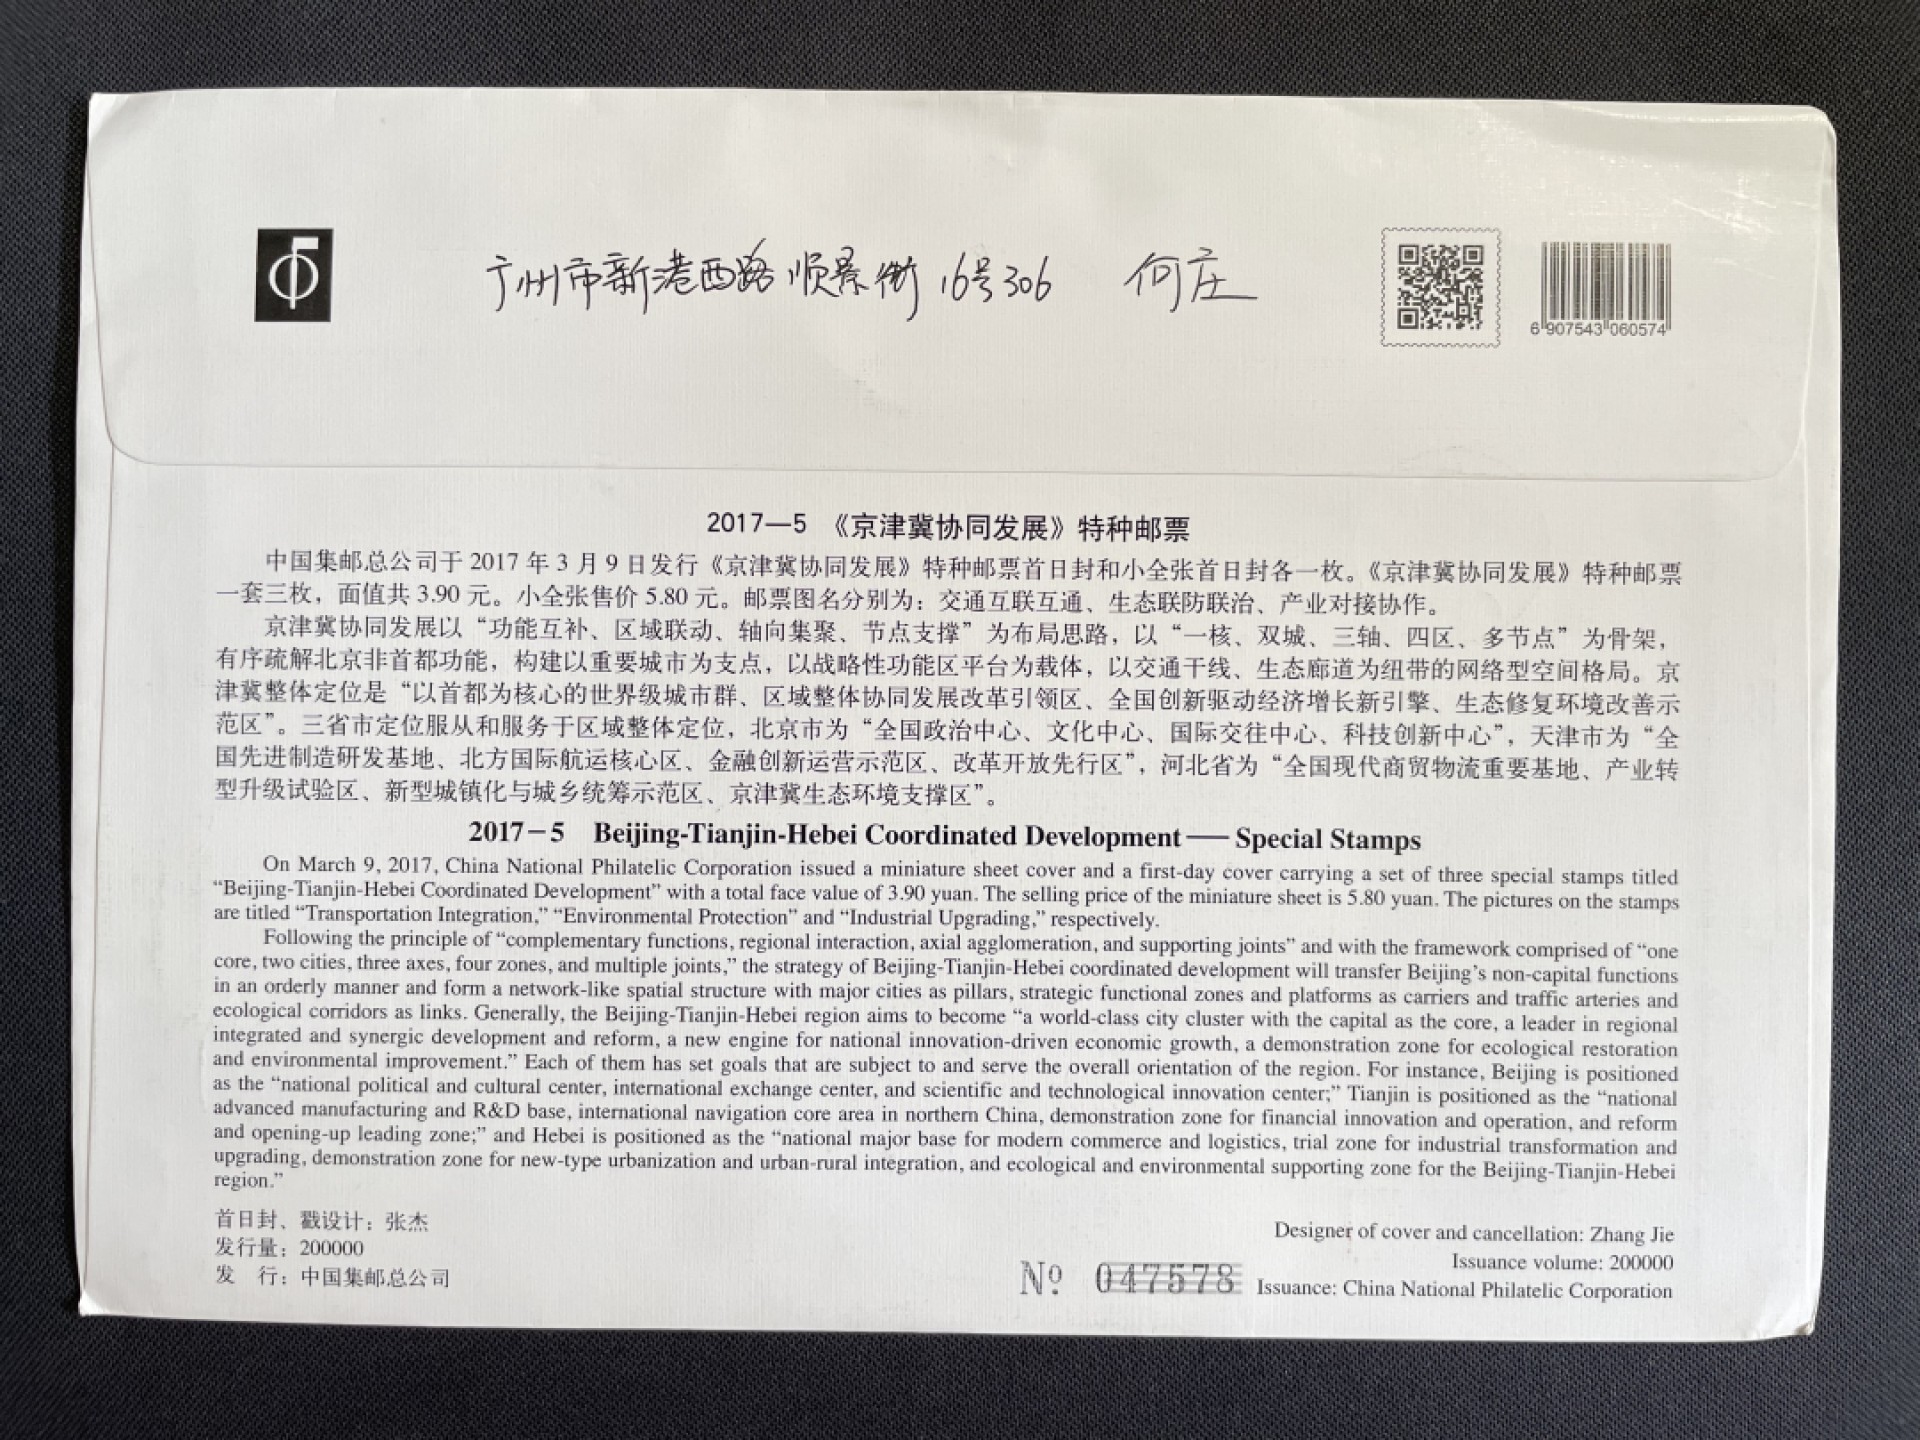 广州市新港西路顺景街16号306 何庄
6 907543 060574
2017—5 《京津冀协同发展》特种邮票
中国集邮总公司于 2017 年 3 月 9 日发行《京津冀协同发展》特种邮票首日封和小全张首日封各一枚。《京津冀协同发展》特种邮票
一套三枚，面值共 3.90 元。小全张售价 5.80 元。邮票图名分别为：交通互联互通、生态联防联治、产业对接协作。
京津冀协同发展以“功能互补、区域联动、轴向集聚、节点支撑”为布局思路，以“一核、双城、三轴、四区、多节点”为骨架，
有序疏解北京非首都功能，构建以重要城市为支点，以战略性功能区平台为载体，以交通干线、生态廊道为纽带的网络型空间格局。京
津冀整体定位是“以首都为核心的世界级城市群、区域整体协同发展改革引领区、全国创新驱动经济增长新引擎、生态修复环境改善示
范区”。三省市定位服从和服务于区域整体定位，北京市为“全国政治中心、文化中心、国际交往中心、科技创新中心”，天津市为“全
国先进制造研发基地、北方国际航运核心区、金融创新运营示范区、改革开放先行区”，河北省为“全国现代商贸物流重要基地、产业转
型升级试验区、新型城镇化与城乡统筹示范区、京津冀生态环境支撑区”。
2017－5 Beijing-Tianjin-Hebei Coordinated Development —— Special Stamps
On March 9, 2017, China National Philatelic Corporation issued a miniature sheet cover and a first-day cover carrying a set of three special stamps titled
“Beijing-Tianjin-Hebei Coordinated Development” with a total face value of 3.90 yuan. The selling price of the miniature sheet is 5.80 yuan. The pictures on the stamps
are titled “Transportation Integration,” “Environmental Protection” and “Industrial Upgrading,” respectively.
Following the principle of “complementary functions, regional interaction, axial agglomeration, and supporting joints” and with the framework comprised of “one
core, two cities, three axes, four zones, and multiple joints,” the strategy of Beijing-Tianjin-Hebei coordinated development will transfer Beijing’s non-capital functions
in an orderly manner and form a network-like spatial structure with major cities as pillars, strategic functional zones and platforms as carriers and traffic arteries and
ecological corridors as links. Generally, the Beijing-Tianjin-Hebei region aims to become “a world-class city cluster with the capital as the core, a leader in regional
integrated and synergic development and reform, a new engine for national innovation-driven economic growth, a demonstration zone for ecological restoration
and environmental improvement.” Each of them has set goals that are subject to and serve the overall orientation of the region. For instance, Beijing is positioned
as the “national political and cultural center, international exchange center, and scientific and technological innovation center;” Tianjin is positioned as the “national
advanced manufacturing and R&D base, international navigation core area in northern China, demonstration zone for financial innovation and operation, and reform
and opening-up leading zone;” and Hebei is positioned as the “national major base for modern commerce and logistics, trial zone for industrial transformation and
upgrading, demonstration zone for new-type urbanization and urban-rural integration, and ecological and environmental supporting zone for the Beijing-Tianjin-Hebei
region.”
首日封、戳设计：张杰
发行量：200000
发 行：中国集邮总公司
Designer of cover and cancellation: Zhang Jie
Issuance volume: 200000
№ 047578 Issuance: China National Philatelic Corporation